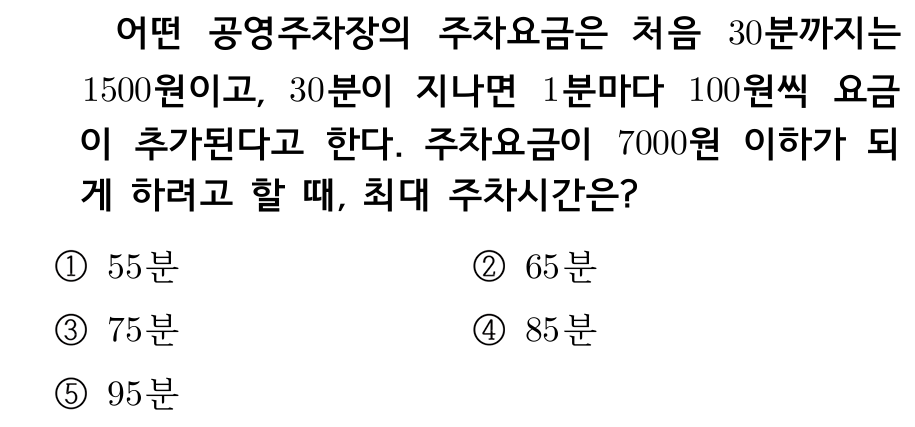 어떤 공영주차장의 주차요금은 처음 30분까지는
1500원이고, 30분이 지나면 1분마다 100원씩 요금
이 추가된다고 한다. 주차요금이 7000원 이하가 되
게 하려고 할 때, 최대 주차시간은?
① 55분 ② 65분
③ 75분 ④ 85분
⑤ 95분